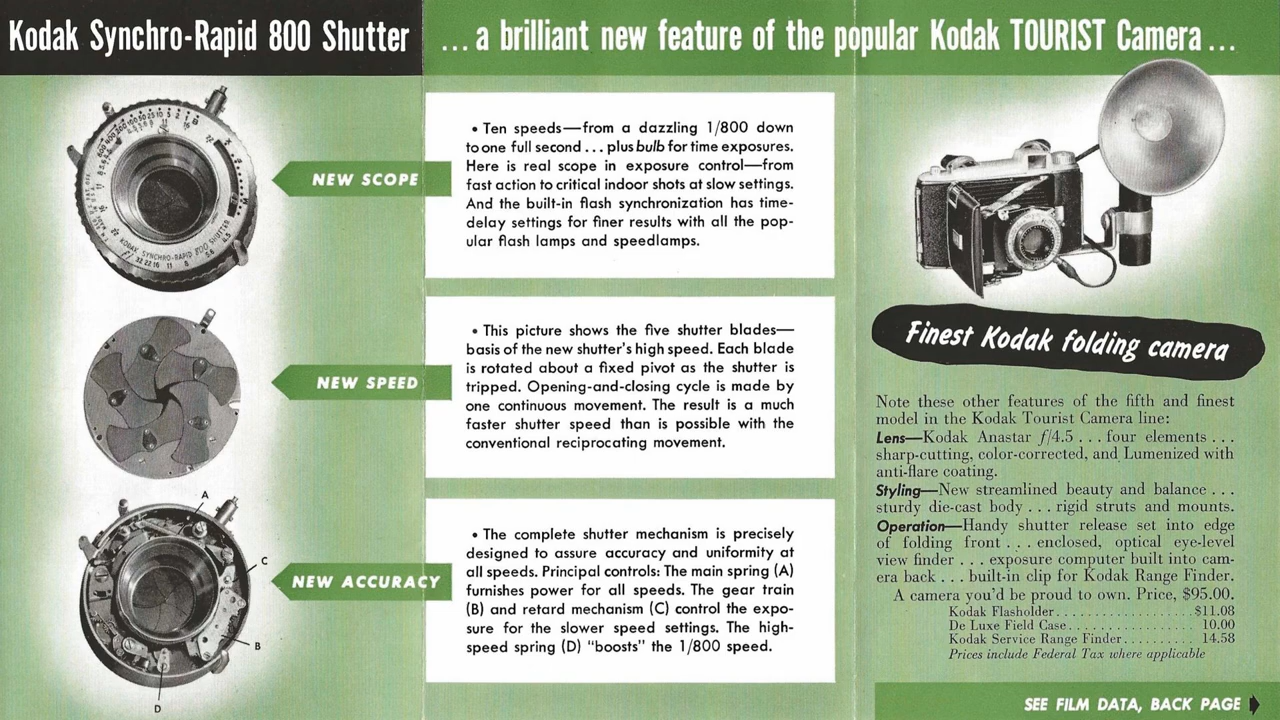 Kodak Synchro-Rapid 800 Shutter
...a brilliant new feature of the popular Kodak TOURIST Camera...
NEW SCOPE
• Ten speeds—from a dazzling 1/800 down
to one full second . . . plus bulb for time exposures.
Here is real scope in exposure control—from
fast action to critical indoor shots at slow settings.
And the built-in flash synchronization has time-
delay settings for finer results with all the pop-
ular flash lamps and speedlamps.
KODAK SYNCHRO-RAPID 800 SHUTTER
32 22 16 11 8 5.6 4.5
NEW SPEED
• This picture shows the five shutter blades—
basis of the new shutter's high speed. Each blade
is rotated about a fixed pivot as the shutter is
tripped. Opening-and-closing cycle is made by
one continuous movement. The result is a much
faster shutter speed than is possible with the
conventional reciprocating movement.
A
C
B
D
NEW ACCURACY
• The complete shutter mechanism is precisely
designed to assure accuracy and uniformity at
all speeds. Principal controls: The main spring (A)
furnishes power for all speeds. The gear train
(B) and retard mechanism (C) control the expo-
sure for the slower speed settings. The high-
speed spring (D) "boosts" the 1/800 speed.
Finest Kodak folding camera
Note these other features of the fifth and finest
model in the Kodak Tourist Camera line:
Lens—Kodak Anastar f/4.5 . . . four elements . . .
sharp-cutting, color-corrected, and Lumenized with
anti-flare coating.
Styling—New streamlined beauty and balance . . .
sturdy die-cast body . . . rigid struts and mounts.
Operation—Handy shutter release set into edge
of folding front . . . enclosed, optical eye-level
view finder . . . exposure computer built into cam-
era back . . . built-in clip for Kodak Range Finder.
A camera you'd be proud to own. Price, $95.00.
Kodak Flasholder . . . . . . . . . . . . . . . . . . . $11.08
De Luxe Field Case . . . . . . . . . . . . . . . . . . 10.00
Kodak Service Range Finder . . . . . . . . . . 14.58
Prices include Federal Tax where applicable
SEE FILM DATA, BACK PAGE